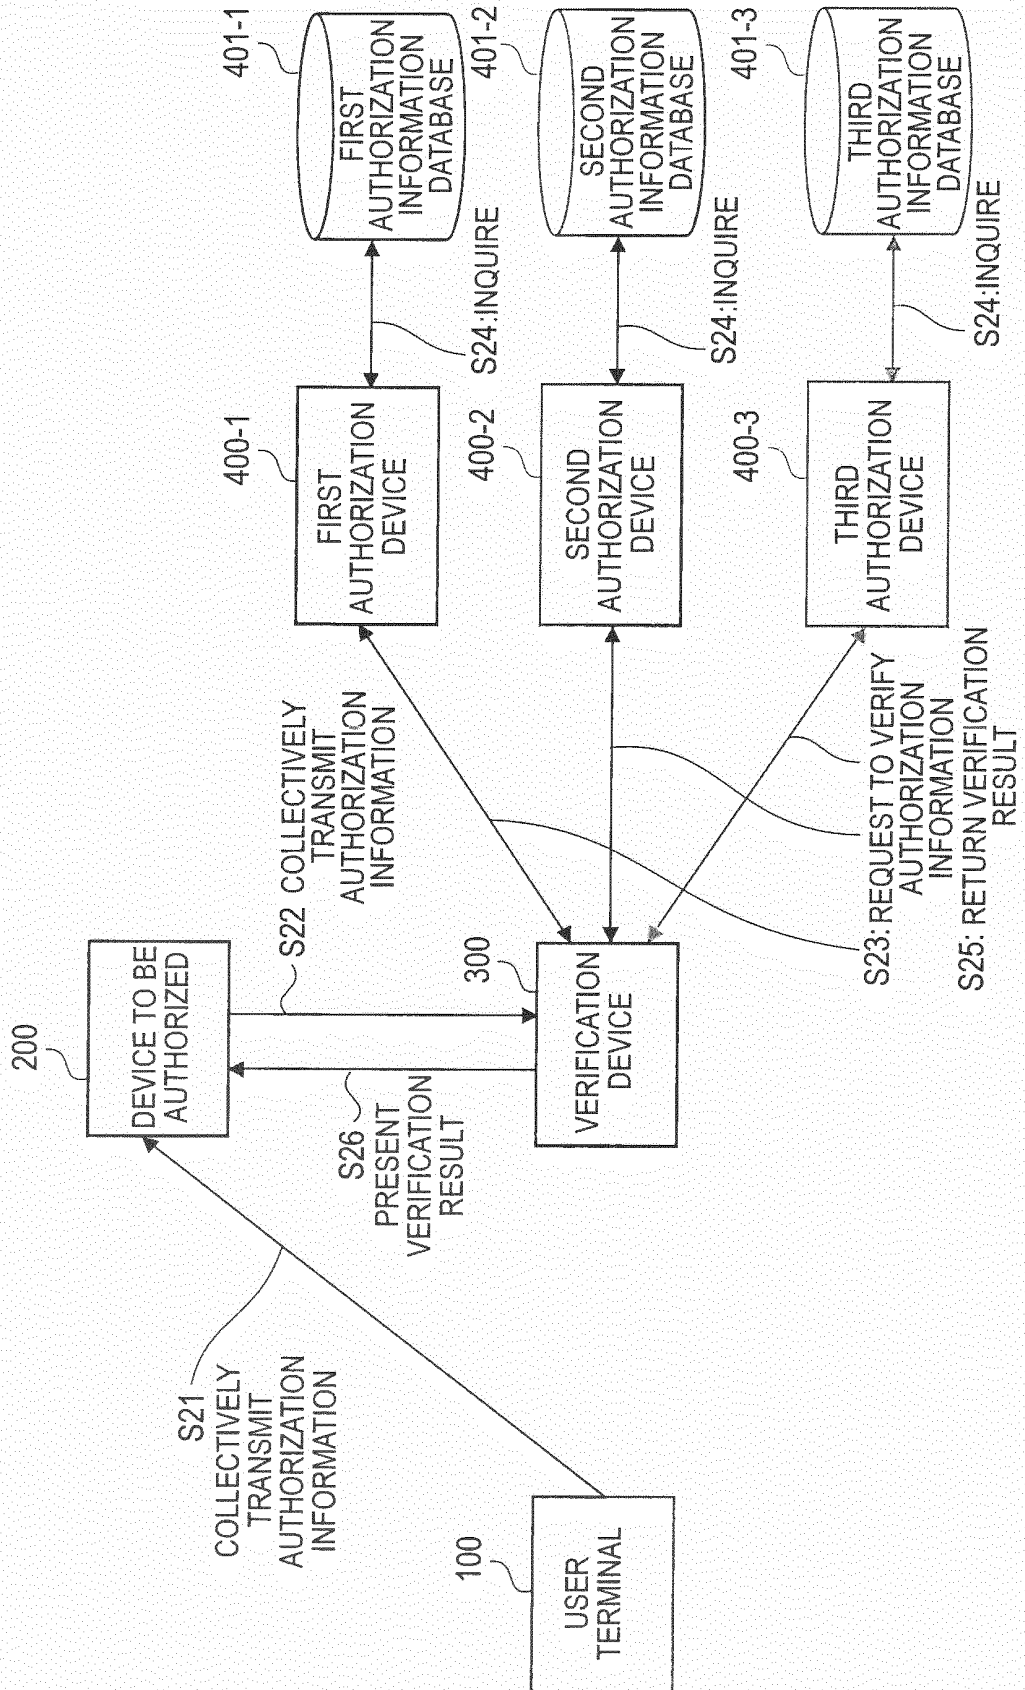 100
USER
TERMINAL
S21
COLLECTIVELY
TRANSMIT
AUTHORIZATION
INFORMATION
200
DEVICE TO BE
AUTHORIZED
S22 COLLECTIVELY
TRANSMIT
AUTHORIZATION
INFORMATION
S26
PRESENT
VERIFICATION
RESULT
300
VERIFICATION
DEVICE
S23: REQUEST TO VERIFY
AUTHORIZATION
INFORMATION
S25: RETURN VERIFICATION
RESULT
400-1
FIRST
AUTHORIZATION
DEVICE
400-2
SECOND
AUTHORIZATION
DEVICE
400-3
THIRD
AUTHORIZATION
DEVICE
S24:INQUIRE
S24:INQUIRE
S24:INQUIRE
401-1
FIRST
AUTHORIZATION
INFORMATION
DATABASE
401-2
SECOND
AUTHORIZATION
INFORMATION
DATABASE
401-3
THIRD
AUTHORIZATION
INFORMATION
DATABASE